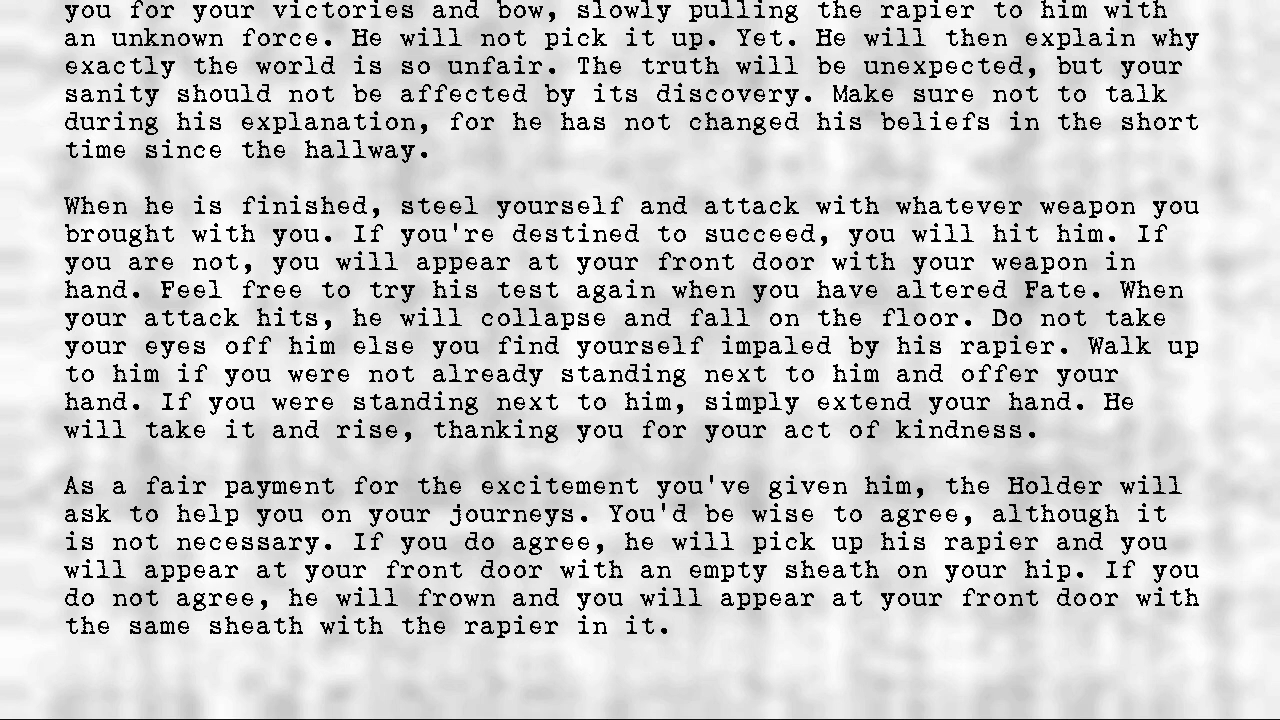 you for your victories and bow, slowly pulling the rapier to him with
an unknown force. He will not pick it up. Yet. He will then explain why
exactly the world is so unfair. The truth will be unexpected, but your
sanity should not be affected by its discovery. Make sure not to talk
during his explanation, for he has not changed his beliefs in the short
time since the hallway.

When he is finished, steel yourself and attack with whatever weapon you
brought with you. If you're destined to succeed, you will hit him. If
you are not, you will appear at your front door with your weapon in
hand. Feel free to try his test again when you have altered Fate. When
your attack hits, he will collapse and fall on the floor. Do not take
your eyes off him else you find yourself impaled by his rapier. Walk up
to him if you were not already standing next to him and offer your
hand. If you were standing next to him, simply extend your hand. He
will take it and rise, thanking you for your act of kindness.

As a fair payment for the excitement you've given him, the Holder will
ask to help you on your journeys. You'd be wise to agree, although it
is not necessary. If you do agree, he will pick up his rapier and you
will appear at your front door with an empty sheath on your hip. If you
do not agree, he will frown and you will appear at your front door with
the same sheath with the rapier in it.